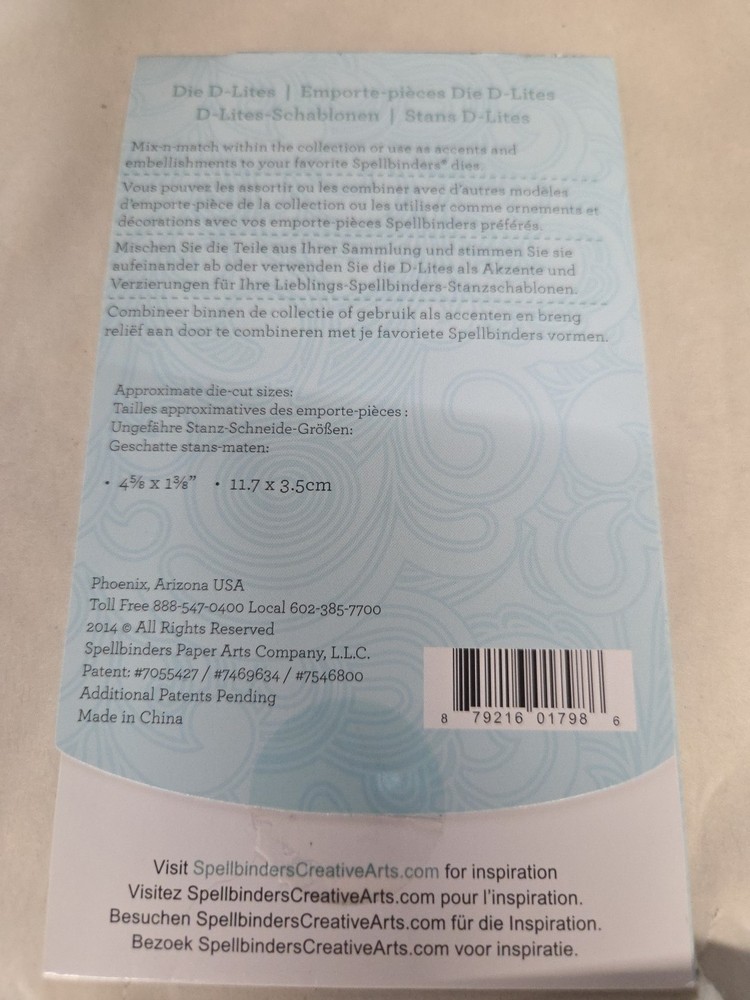 Die D-Lites | Emporte-pièces Die D-Lites
D-Lites-Schablonen | Stans D-Lites
Mix-n-match within the collection or use as accents and
embellishments to your favorite Spellbinders® dies.
Vous pouvez les assortir ou les combiner avec d'autres modèles
d'emporte-pièce de la collection ou les utiliser comme ornements et
décorations avec vos emporte-pièces Spellbinders préférés.
Mischen Sie die Teile aus Ihrer Sammlung und stimmen Sie sie
aufeinander ab oder verwenden Sie die D-Lites als Akzente und
Verzierungen für Ihre Lieblings-Spellbinders-Stanzschablonen.
Combineer binnen de collectie of gebruik als accenten en breng
reliëf aan door te combineren met je favoriete Spellbinders vormen.
Approximate die-cut sizes:
Tailles approximatives des emporte-pièces :
Ungefähre Stanz-Schneide-Größen:
Geschatte stans-maten:
• 4⅝ x 1⅜" • 11.7 x 3.5cm
Phoenix, Arizona USA
Toll Free 888-547-0400 Local 602-385-7700
2014 © All Rights Reserved
Spellbinders Paper Arts Company, L.L.C.
Patent: #7055427 / #7469634 / #7546800
Additional Patents Pending
Made in China
8 79216 01798 6
Visit SpellbindersCreativeArts.com for inspiration
Visitez SpellbindersCreativeArts.com pour l'inspiration.
Besuchen SpellbindersCreativeArts.com für die Inspiration.
Bezoek SpellbindersCreativeArts.com voor inspiratie.